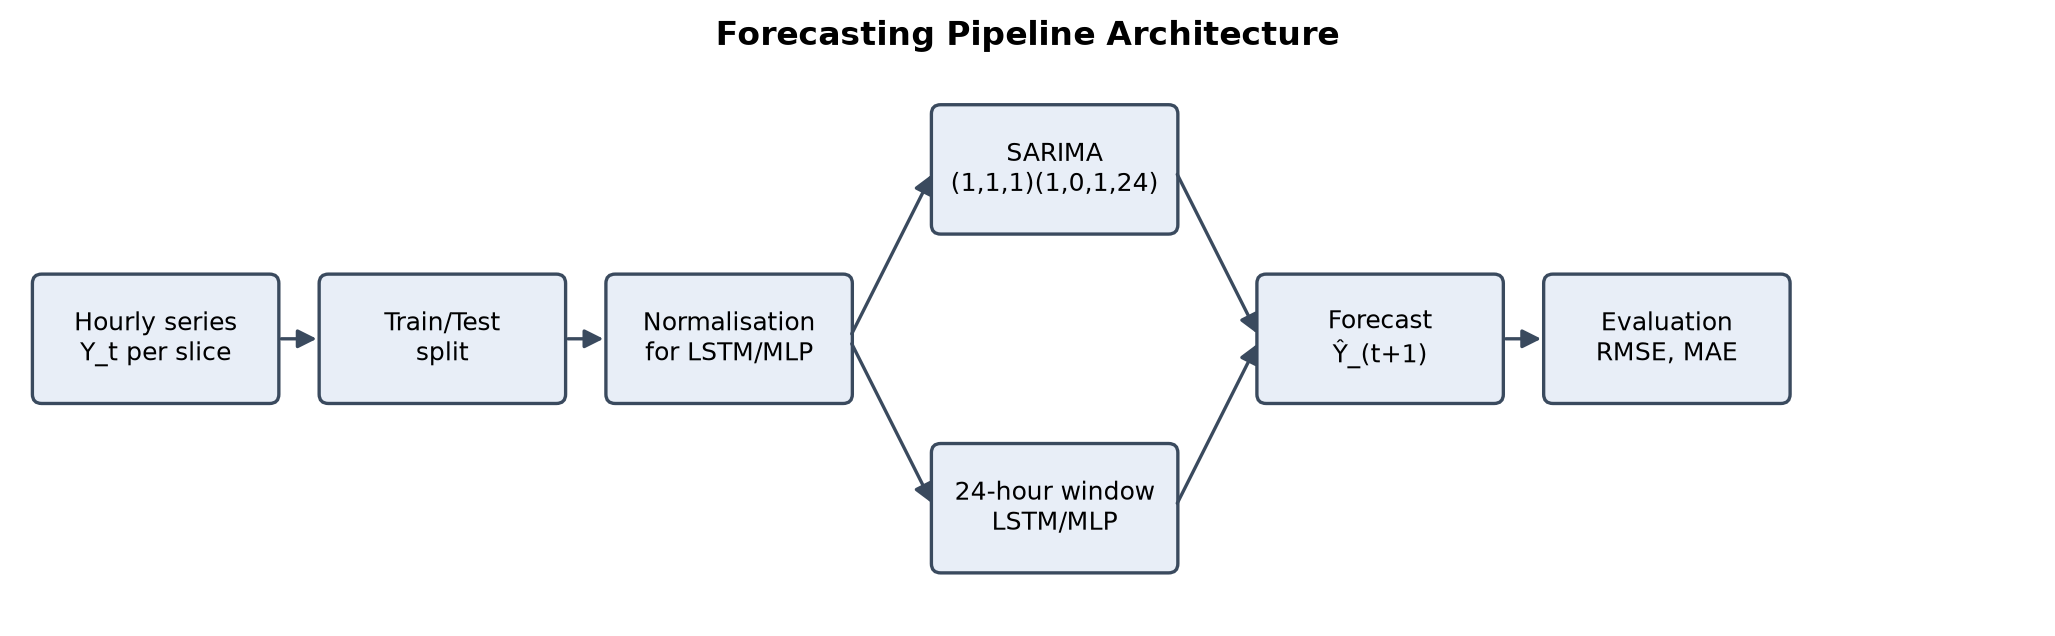 Forecasting Pipeline Architecture
Hourly series
Y_t per slice
Train/Test
split
Normalisation
for LSTM/MLP
SARIMA
(1,1,1)(1,0,1,24)
24-hour window
LSTM/MLP
Forecast
Ŷ_(t+1)
Evaluation
RMSE, MAE